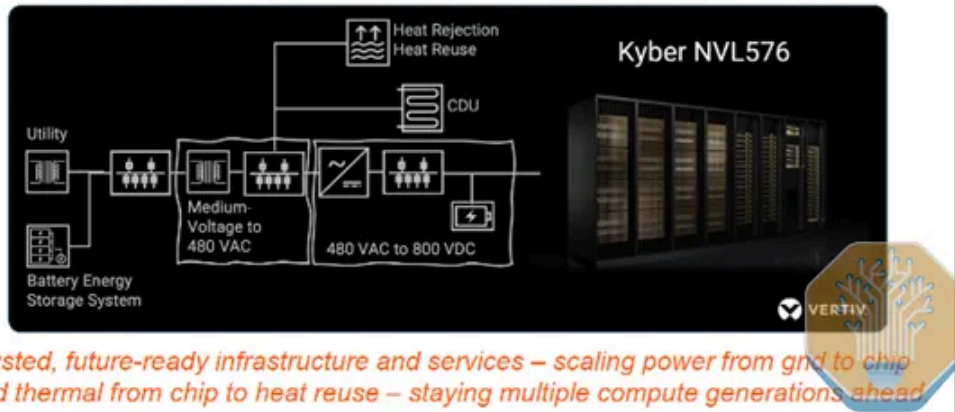 Heat Rejection
Heat Reuse
Kyber NVL576
CDU
Utility
Medium-
Voltage to
480 VAC
480 VAC to 800 VDC
Battery Energy
Storage System
VERTIV
future-ready infrastructure and services – scaling power from grid to chip
thermal from chip to heat reuse – staying multiple compute generations ahead.